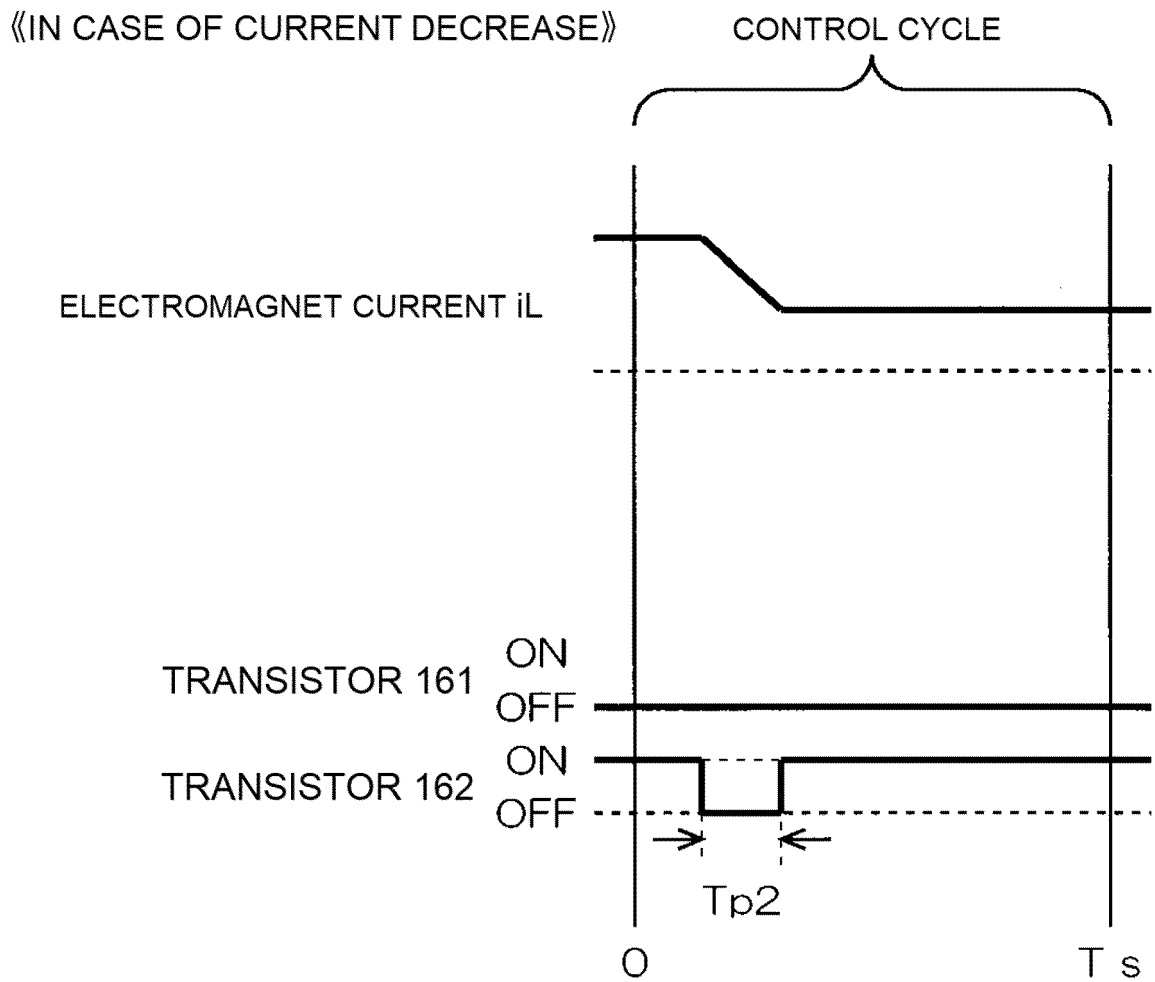 《IN CASE OF CURRENT DECREASE》
CONTROL CYCLE
ELECTROMAGNET CURRENT iL
TRANSISTOR 161
ON
OFF
TRANSISTOR 162
ON
OFF
Tp2
0
Ts